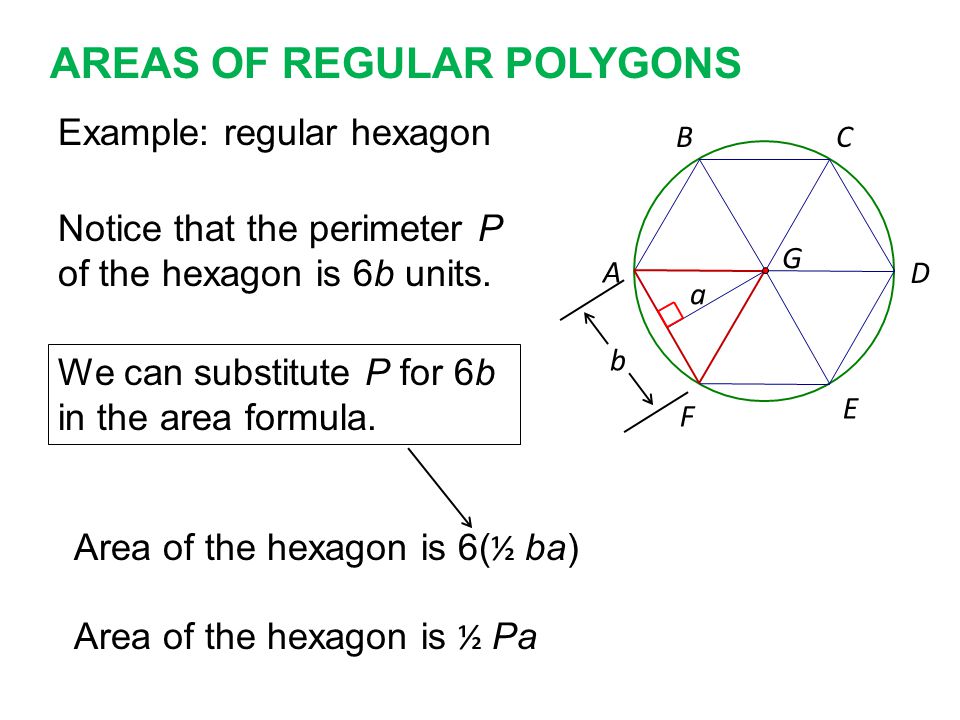 AREAS OF REGULAR POLYGONS
Example: regular hexagon
Notice that the perimeter P
of the hexagon is 6b units.
We can substitute P for 6b
in the area formula.
Area of the hexagon is 6(½ ba)
Area of the hexagon is ½ Pa
B
C
G
A
D
a
b
F
E